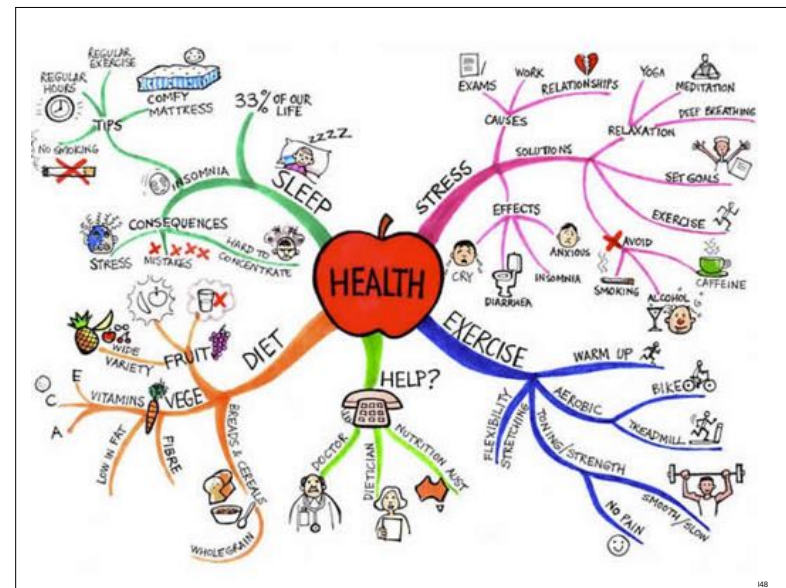 HEALTH
SLEEP
33% OF OUR
LIFE
ZZZZ
INSOMNIA
TIPS
REGULAR
HOURS
REGULAR
EXERCISE
COMFY
MATTRESS
NO SMOKING
CONSEQUENCES
STRESS
MISTAKES
HARD TO
CONCENTRATE
STRESS
CAUSES
EXAMS
WORK
RELATIONSHIPS
SOLUTIONS
RELAXATION
YOGA
MEDITATION
DEEP BREATHING
SET GOALS
EXERCISE
AVOID
SMOKING
ALCOHOL
CAFFEINE
EFFECTS
CRY
DIARRHEA
INSOMNIA
ANXIOUS
DIET
FRUIT
WIDE
VARIETY
VEGE
VITAMINS
E
C
A
LOW IN FAT
FIBRE
BREADS & CEREALS
WHOLEGRAIN
HELP?
DOCTOR
DIETICIAN
NUTRITION AUST
EXERCISE
WARM UP
AEROBIC
BIKE
TREADMILL
TONING/STRENGTH
SMOOTH/SLOW
NO PAIN
FLEXIBILITY
STRETCHING
148